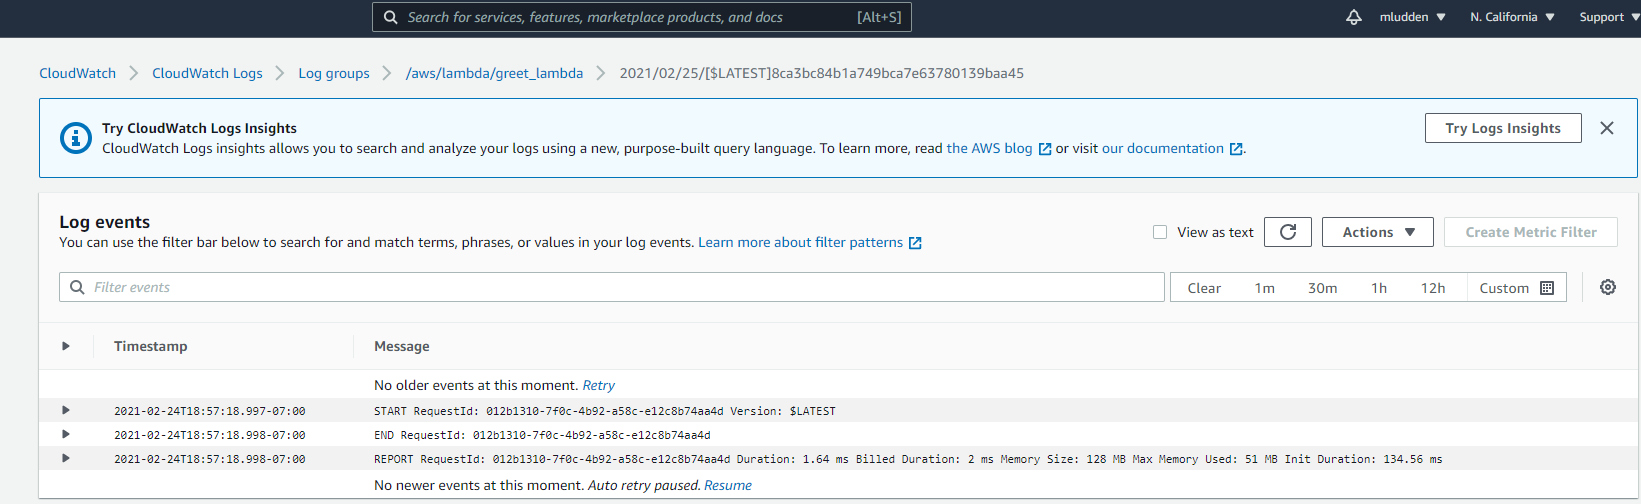 Search for services, features, marketplace products, and docs [Alt+S] mludden N. California Support
CloudWatch CloudWatch Logs Log groups /aws/lambda/greet_lambda 2021/02/25/[$LATEST]8ca3bc84b1a749bca7e63780139baa45
Try CloudWatch Logs Insights
CloudWatch Logs insights allows you to search and analyze your logs using a new, purpose-built query language. To learn more, read the AWS blog or visit our documentation.
Try Logs Insights
Log events
You can use the filter bar below to search for and match terms, phrases, or values in your log events. Learn more about filter patterns
View as text Actions Create Metric Filter
Filter events Clear 1m 30m 1h 12h Custom
Timestamp Message
No older events at this moment. Retry
2021-02-24T18:57:18.997-07:00 START RequestId: 012b1310-7f0c-4b92-a58c-e12c8b74aa4d Version: $LATEST
2021-02-24T18:57:18.998-07:00 END RequestId: 012b1310-7f0c-4b92-a58c-e12c8b74aa4d
2021-02-24T18:57:18.998-07:00 REPORT RequestId: 012b1310-7f0c-4b92-a58c-e12c8b74aa4d Duration: 1.64 ms Billed Duration: 2 ms Memory Size: 128 MB Max Memory Used: 51 MB Init Duration: 134.56 ms
No newer events at this moment. Auto retry paused. Resume